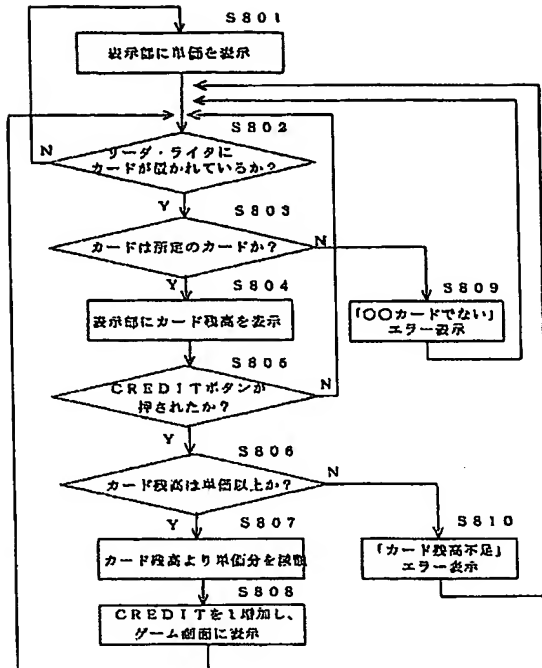 S801
表示部に単価を表示
S802
リーダ・ライタに
カードが置かれているか?
N
Y
S803
カードは所定のカードか?
N
Y
S804
表示部にカード残高を表示
S809
「〇〇カードでない」
エラー表示
S805
CREDITボタンが
押されたか?
N
Y
S806
カード残高は単価以上か?
N
Y
S807
カード残高より単価分を減額
S810
「カード残高不足」
エラー表示
S808
CREDITを1増加し、
ゲーム画面に表示